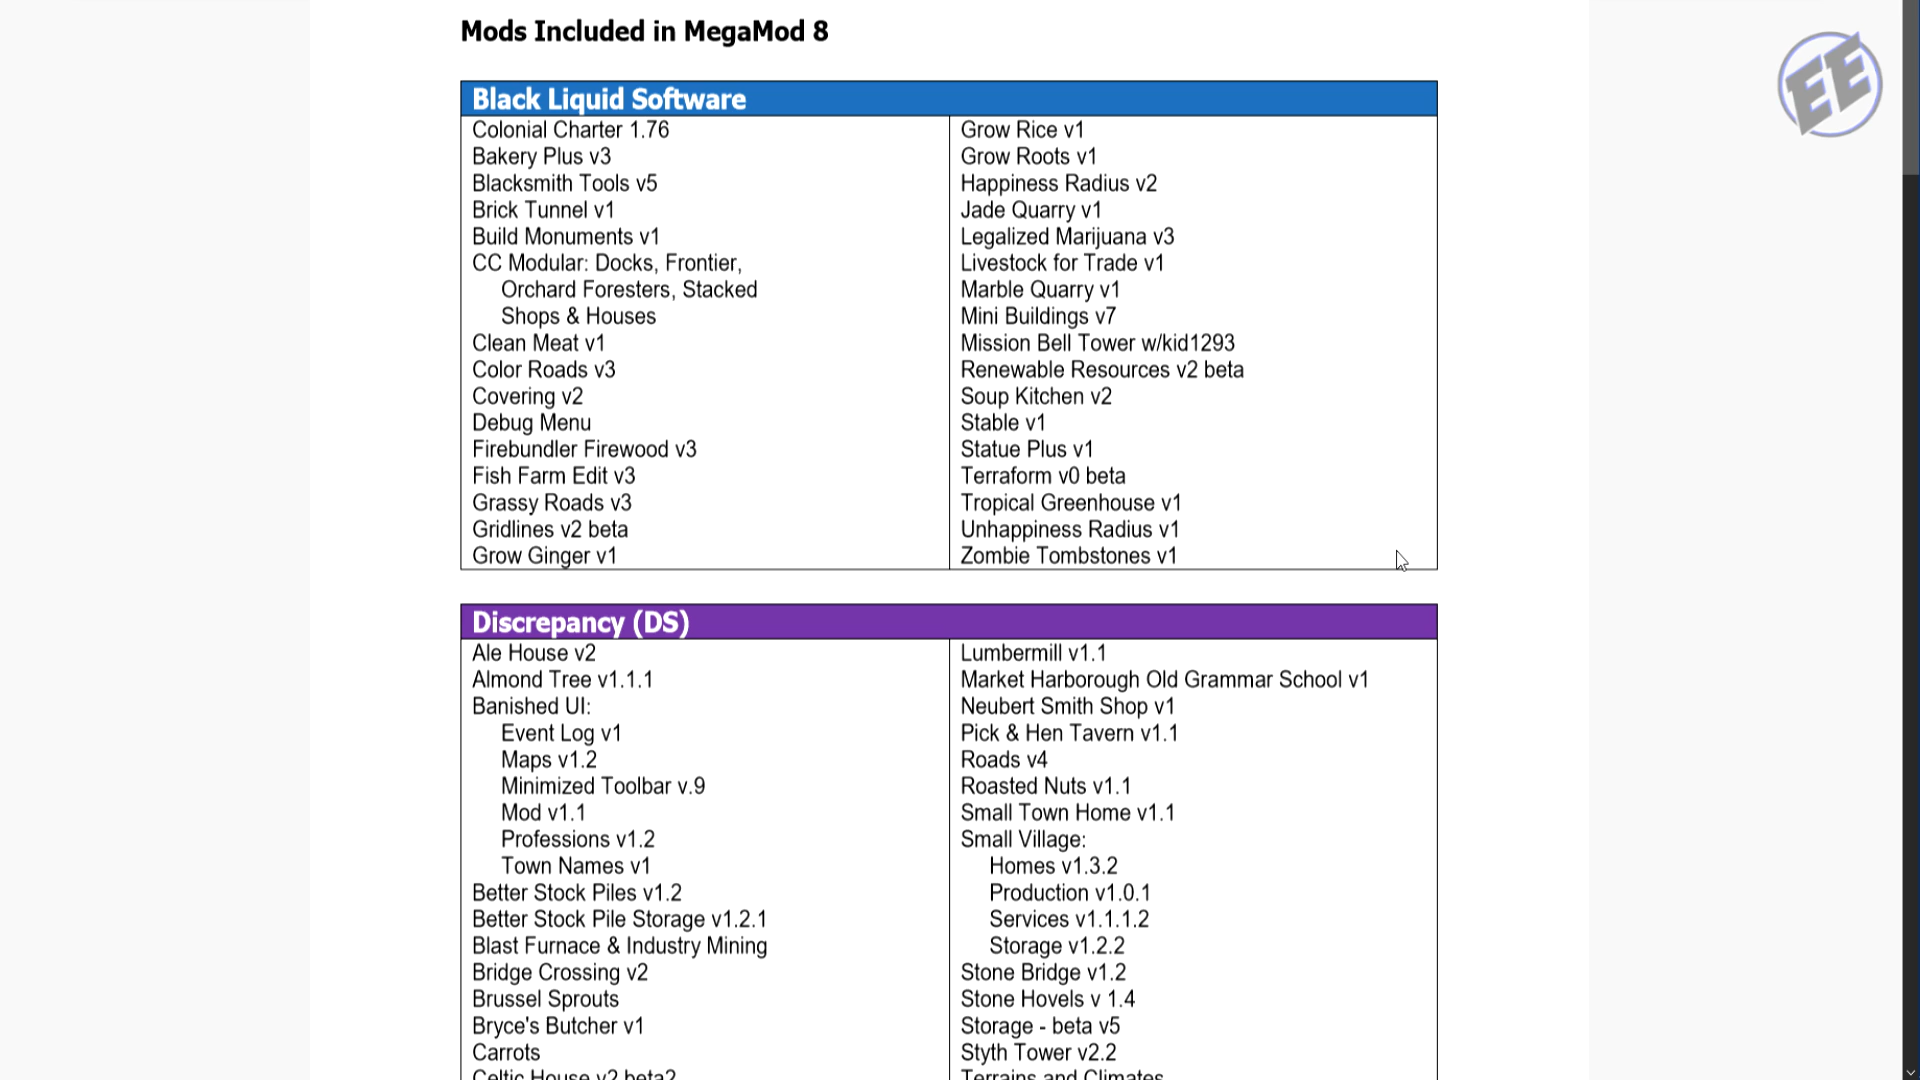 Mods Included in MegaMod 8
EE
Black Liquid Software
Colonial Charter 1.76
Bakery Plus v3
Blacksmith Tools v5
Brick Tunnel v1
Build Monuments v1
CC Modular: Docks, Frontier,
Orchard Foresters, Stacked
Shops & Houses
Clean Meat v1
Color Roads v3
Covering v2
Debug Menu
Firebundler Firewood v3
Fish Farm Edit v3
Grassy Roads v3
Gridlines v2 beta
Grow Ginger v1
Grow Rice v1
Grow Roots v1
Happiness Radius v2
Jade Quarry v1
Legalized Marijuana v3
Livestock for Trade v1
Marble Quarry v1
Mini Buildings v7
Mission Bell Tower w/kid1293
Renewable Resources v2 beta
Soup Kitchen v2
Stable v1
Statue Plus v1
Terraform v0 beta
Tropical Greenhouse v1
Unhappiness Radius v1
Zombie Tombstones v1
Discrepancy (DS)
Ale House v2
Almond Tree v1.1.1
Banished UI:
Event Log v1
Maps v1.2
Minimized Toolbar v.9
Mod v1.1
Professions v1.2
Town Names v1
Better Stock Piles v1.2
Better Stock Pile Storage v1.2.1
Blast Furnace & Industry Mining
Bridge Crossing v2
Brussel Sprouts
Bryce's Butcher v1
Carrots
Celtic House v2 beta2
Lumbermill v1.1
Market Harborough Old Grammar School v1
Neubert Smith Shop v1
Pick & Hen Tavern v1.1
Roads v4
Roasted Nuts v1.1
Small Town Home v1.1
Small Village:
Homes v1.3.2
Production v1.0.1
Services v1.1.1.2
Storage v1.2.2
Stone Bridge v1.2
Stone Hovels v 1.4
Storage - beta v5
Styth Tower v2.2
Terrains and Climates